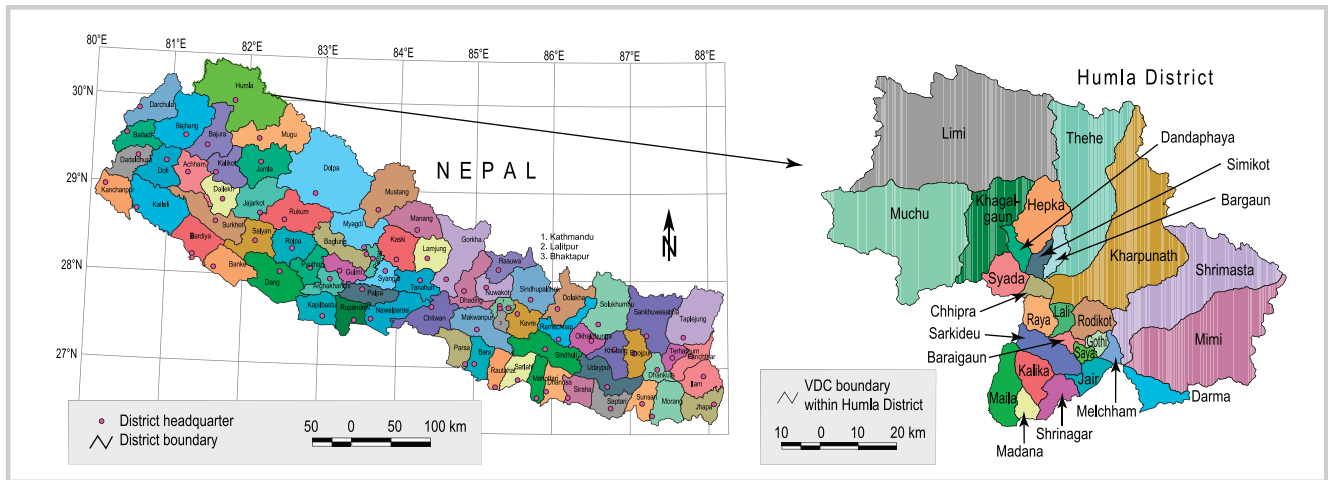 80°E
81°E
82°E
83°E
84°E
85°E
86°E
87°E
88°E
30°N
29°N
28°N
27°N
NEPAL
Humla
Darchula
Bajhang
Baitadi
Bajura
Mugu
Dadeldhura
Doti
Achham
Kalikot
Jumla
Dolpa
Kanchanpur
Kailali
Dailekh
Jajarkot
Mustang
Rukum
Manang
Surkhet
Salyan
Myagdi
Gorkha
Bardiya
Rolpa
Baglung
Kaski
Lamjung
Rasuwa
Banke
Pyuthan
Gulmi
Syangja
Sindhupalchok
Dang
Arghakhanchi
Palpa
Tanahun
Dhading
Nuwakot
Dolakha
Solukhumbu
Sankhuwasabha
Taplejung
Kapilbastu
Rupandehi
Nawalparasi
Chitwan
Makwanpur
Kavre
Ramechhap
Okhaldhunga
Khotang
Bhojpur
Terhathum
Panchthar
Parsa
Bara
Sindhuli
Udaypur
Dhankuta
Ilam
Rautahat
Sarlahi
Mahottari
Dhanusa
Siraha
Saptari
Sunsari
Morang
Jhapa
1. Kathmandu
2. Lalitpur
3. Bhaktapur
N
District headquarter
District boundary
50 0 50 100 km
Humla District
Limi
Thehe
Dandaphaya
Simikot
Bargaun
Muchu
Khagal-
gaun
Hepka
Kharpunath
Shrimasta
Syada
Chhipra
Raya
Lali
Rodikot
Mimi
Sarkideu
Gothi
Saya
Baraigaun
Kalika
Jair
Maila
Melchham
Darma
Shrinagar
Madana
VDC boundary
within Humla District
10 0 10 20 km